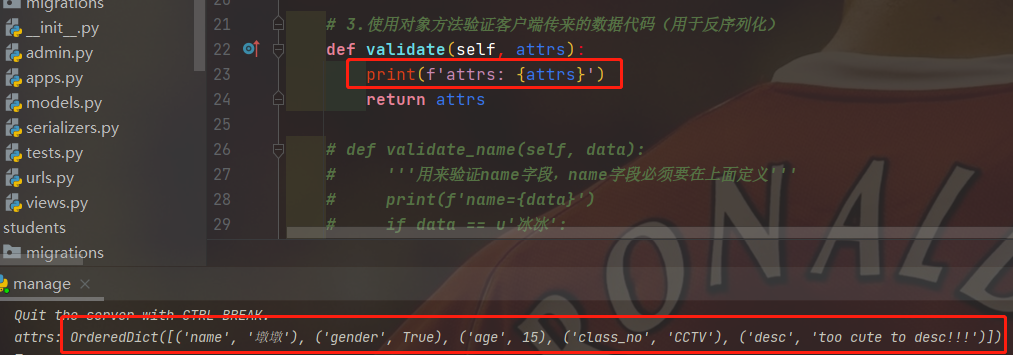 migrations
__init__.py
admin.py
apps.py
models.py
serializers.py
tests.py
urls.py
views.py
students
migrations
21 # 3.使用对象方法验证客户端传来的数据代码（用于反序列化）
22 def validate(self, attrs):
23 print(f'attrs: {attrs}')
24 return attrs
25
26 # def validate_name(self, data):
27 # '''用来验证name字段，name字段必须要在上面定义'''
28 # print(f'name={data}')
29 # if data == u'冰冰':
RONALD
manage ×
Quit the server with CTRL-BREAK.
attrs: OrderedDict([('name', '墩墩'), ('gender', True), ('age', 15), ('class_no', 'CCTV'), ('desc', 'too cute to desc!!!')])